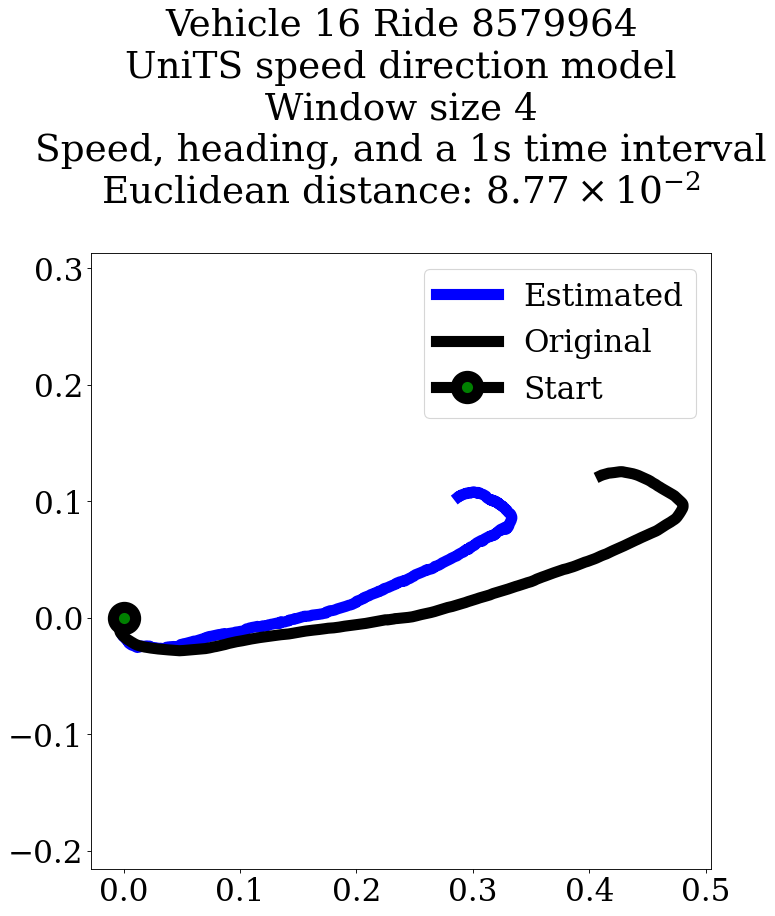 Vehicle 16 Ride 8579964
UniTS speed direction model
Window size 4
Speed, heading, and a 1s time interval
Euclidean distance: 8.77 × 10⁻²
Estimated
Original
Start
0.3
0.2
0.1
0.0
−0.1
−0.2
0.0 0.1 0.2 0.3 0.4 0.5